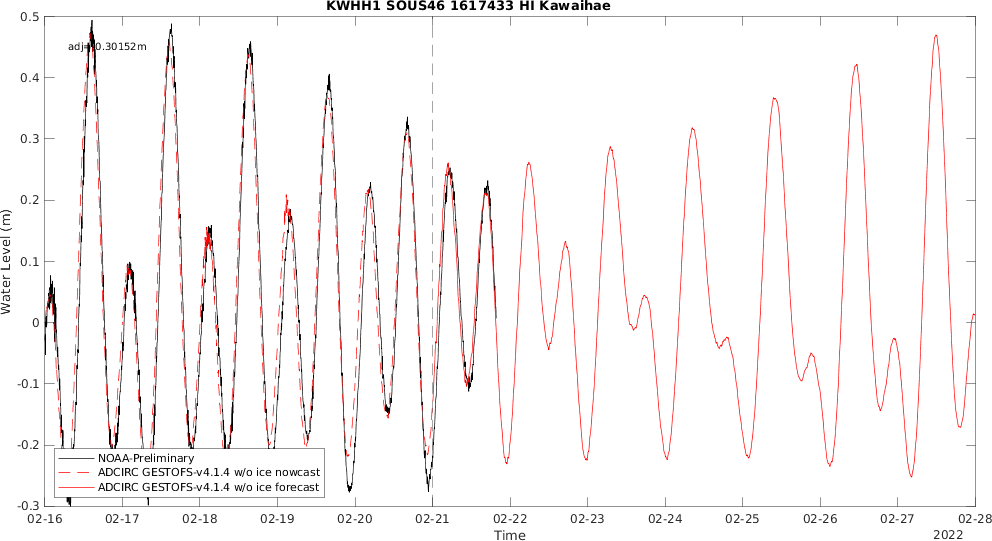 KWHH1 SOUS46 1617433 HI Kawaihae
adj=-0.30152m
Water Level (m)
0.5
0.4
0.3
0.2
0.1
0
-0.1
-0.2
-0.3
NOAA-Preliminary
ADCIRC GESTOFS-v4.1.4 w/o ice nowcast
ADCIRC GESTOFS-v4.1.4 w/o ice forecast
02-16 02-17 02-18 02-19 02-20 02-21 02-22 02-23 02-24 02-25 02-26 02-27 02-28
Time
2022